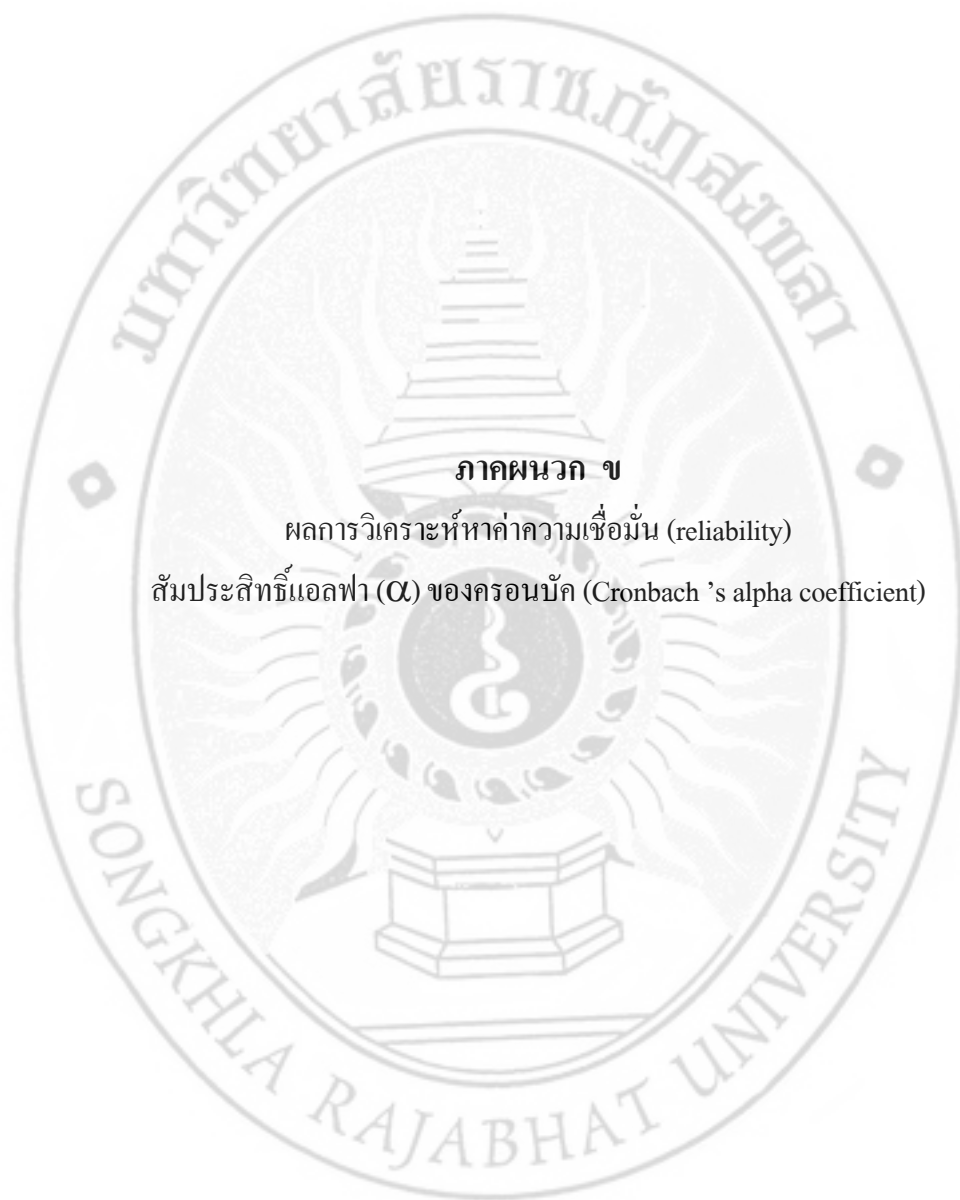 มหาวิทยาลัยราชภัฏสงขลา
ภาคผนวก ข
ผลการวิเคราะห์หาค่าความเชื่อมั่น (reliability)
สัมประสิทธิ์แอลฟา (α) ของครอนบัค (Cronbach 's alpha coefficient)
SONGKHLA RAJABHAT UNIVERSITY